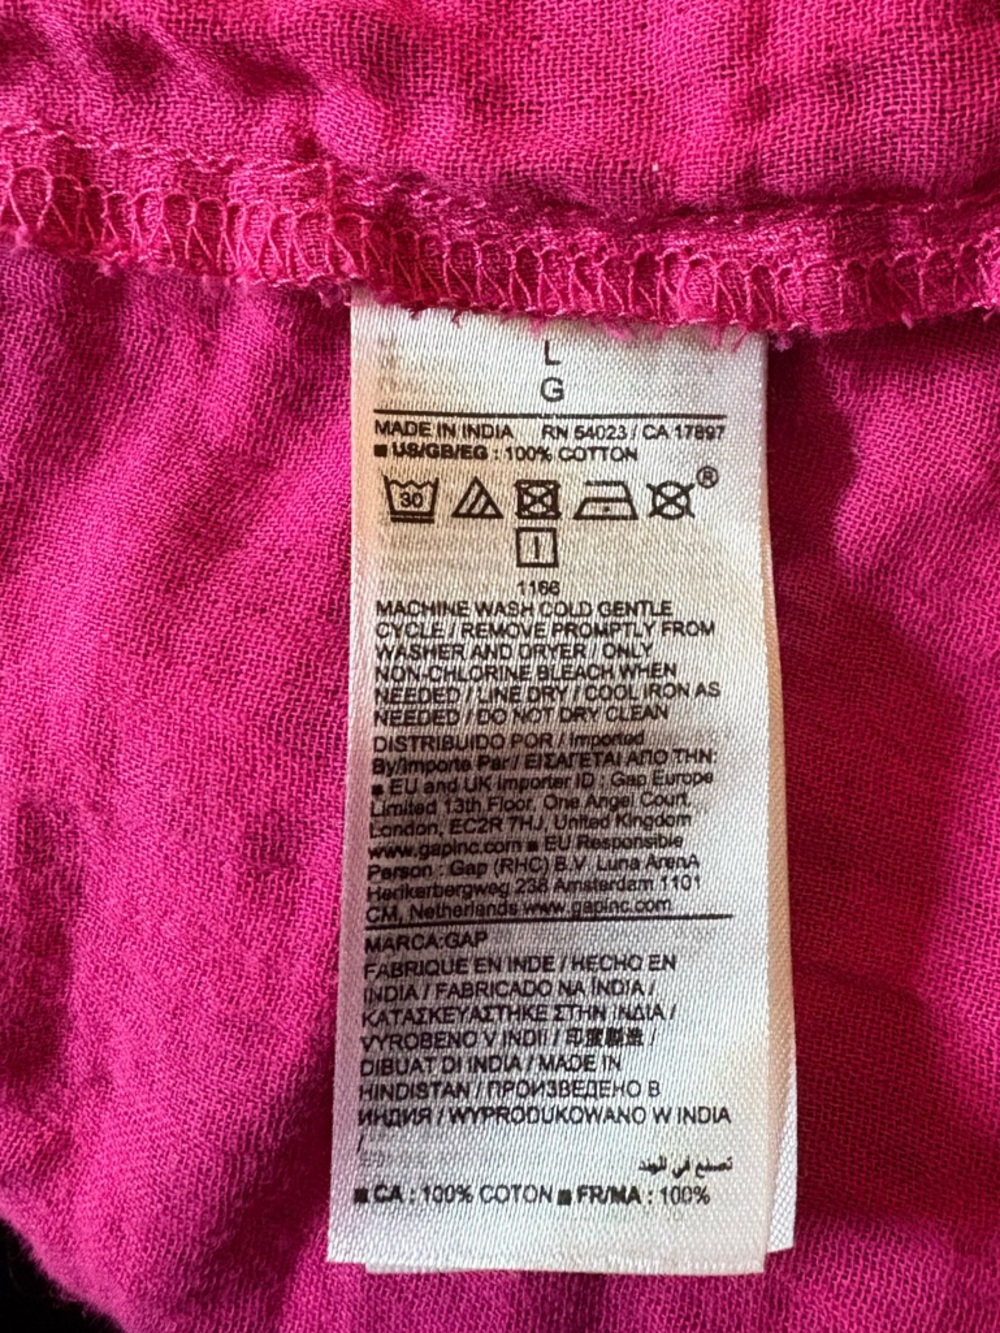 L
G
MADE IN INDIA RN 54023 / CA 17897
■ US/GB/EG : 100% COTTON
30
®
!
1166
MACHINE WASH COLD GENTLE
CYCLE / REMOVE PROMPTLY FROM
WASHER AND DRYER / ONLY
NON-CHLORINE BLEACH WHEN
NEEDED / LINE DRY / COOL IRON AS
NEEDED / DO NOT DRY CLEAN
DISTRIBUIDO POR / Imported
By/Importe Par / ΕΙΣΑΓΕΤΑΙ ΑΠΟ ΤΗΝ:
■ EU and UK Importer ID : Gap Europe
Limited 13th Floor, One Angel Court,
London, EC2R 7HJ, United Kingdom
www.gapinc.com ■ EU Responsible
Person : Gap (RHC) B.V. Luna ArenA
Herikerbergweg 238 Amsterdam 1101
CM, Netherlands www.gapinc.com
MARCA:GAP
FABRIQUE EN INDE / HECHO EN
INDIA / FABRICADO NA ÍNDIA /
ΚΑΤΑΣΚΕΥΑΣΤΗΚΕ ΣΤΗΝ ΙΝΔΙΑ /
VYROBENO V INDII / /
DIBUAT DI INDIA / MADE IN
HINDISTAN / ПРОИЗВЕДЕНО В
ИНДИЯ / WYPRODUKOWANO W INDIA
/
تصنع في الهند
■ CA : 100% COTON ■ FR/MA : 100%